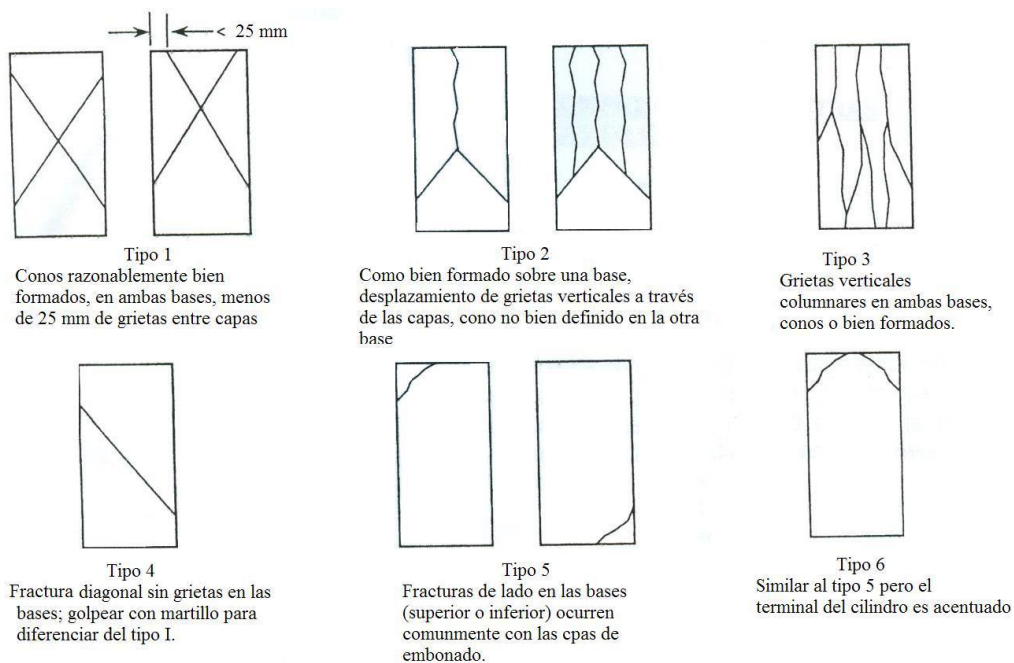 < 25 mm
Tipo 1
Conos razonablemente bien
formados, en ambas bases, menos
de 25 mm de grietas entre capas
Tipo 2
Como bien formado sobre una base,
desplazamiento de grietas verticales a través
de las capas, cono no bien definido en la otra
base
Tipo 3
Grietas verticales
columnares en ambas bases,
conos o bien formados.
Tipo 4
Fractura diagonal sin grietas en las
bases; golpear con martillo para
diferenciar del tipo I.
Tipo 5
Fracturas de lado en las bases
(superior o inferior) ocurren
comunmente con las cpas de
embonado.
Tipo 6
Similar al tipo 5 pero el
terminal del cilindro es acentuado